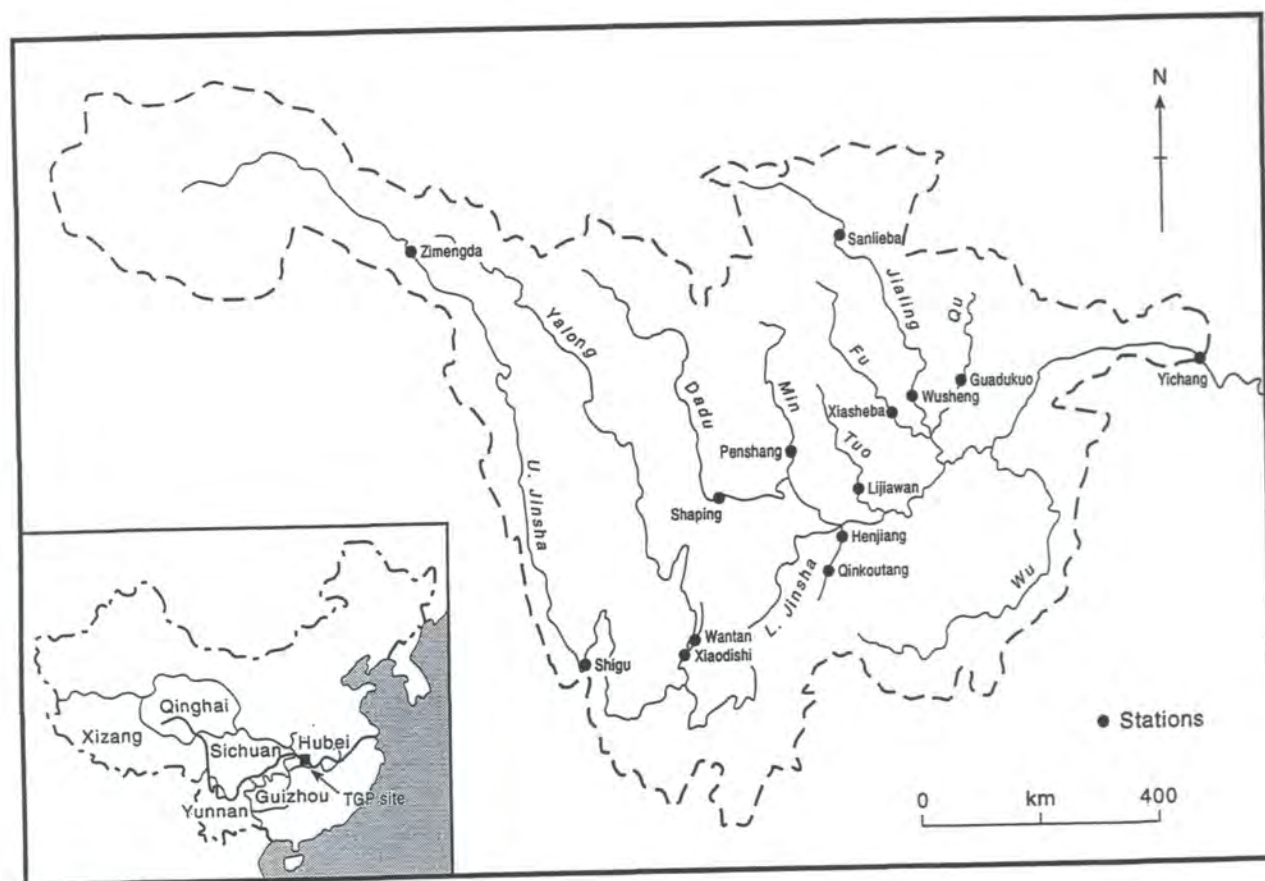 N
Zimengda
Sanlieba
Jialing
Qu
Yalong
Fu
Guadukuo
Yichang
Wusheng
Dadu
Min
Xiasheba
Tuo
Penshang
Lijiawan
Shaping
U. Jinsha
Henjiang
Qinkoutang
L. Jinsha
Wu
Wantan
Xiaodishi
Shigu
Stations
0 km 400
Qinghai
Xizang
Sichuan
Hubei
Guizhou
TGP site
Yunnan